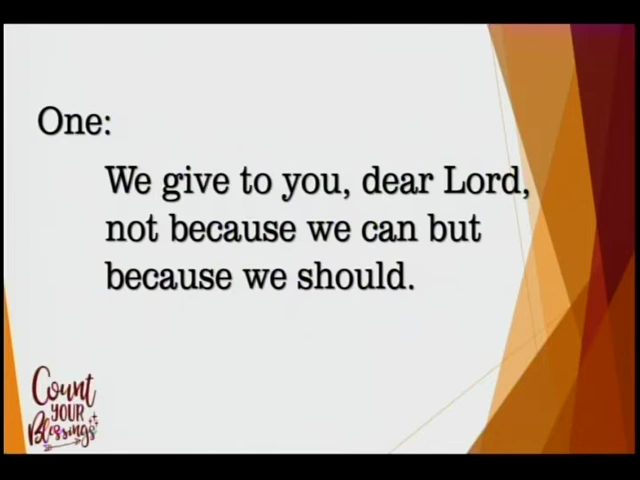 One:
We give to you, dear Lord,
not because we can but
because we should.
Count
YOUR
Blessings